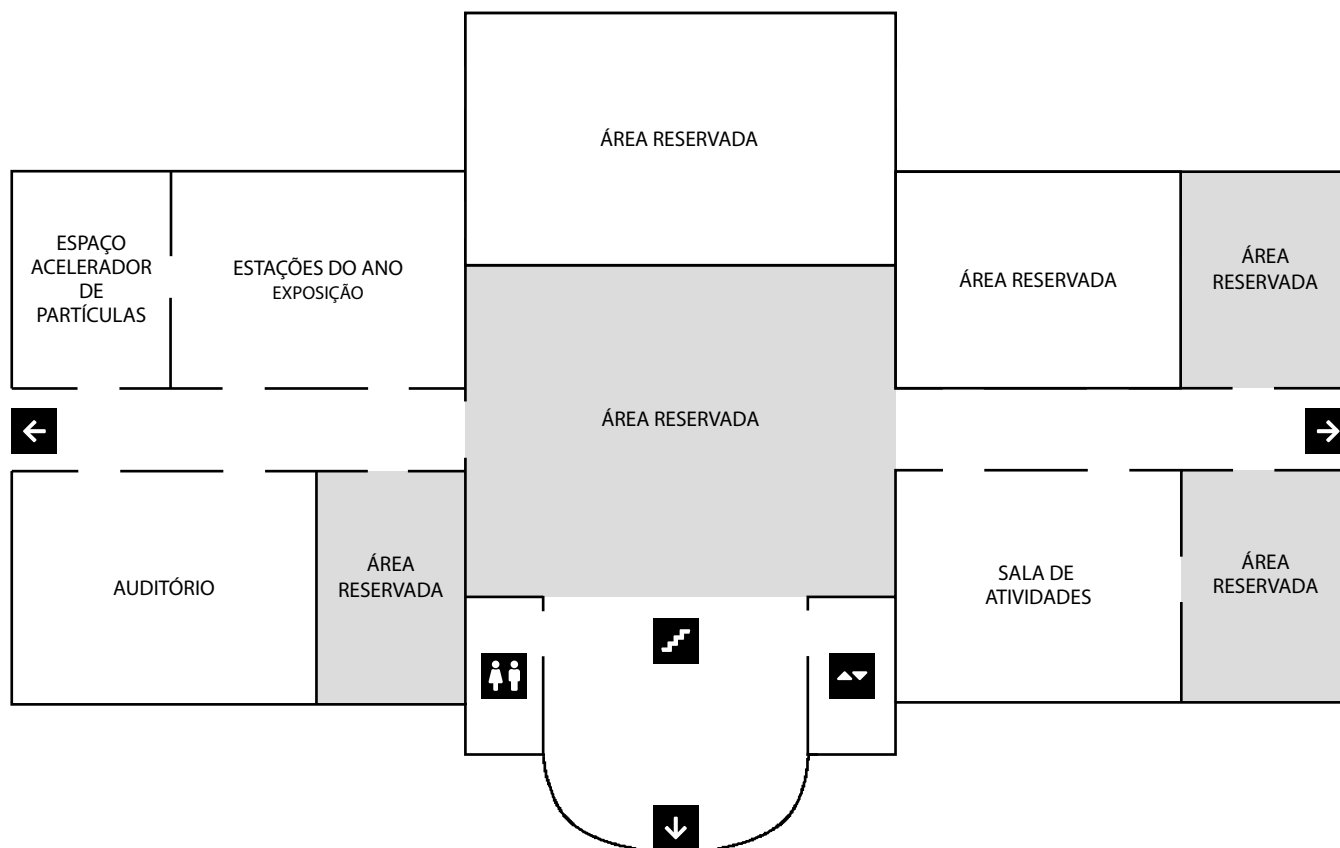 ÁREA RESERVADA
ESPAÇO
ACELERADOR
DE
PARTÍCULAS
ESTAÇÕES DO ANO
EXPOSIÇÃO
ÁREA RESERVADA
ÁREA
RESERVADA
ÁREA RESERVADA
AUDITÓRIO
ÁREA
RESERVADA
SALA DE
ATIVIDADES
ÁREA
RESERVADA